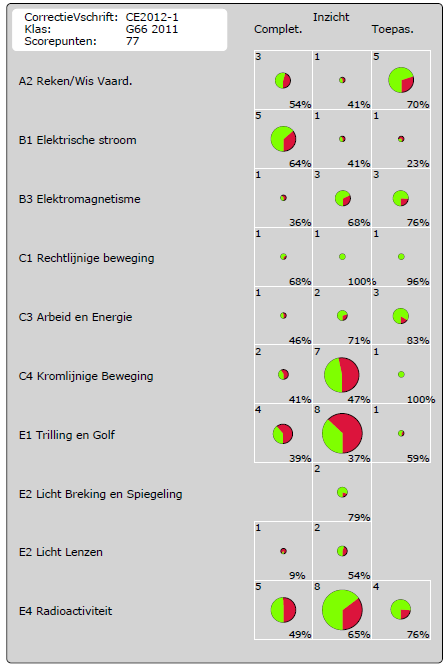 CorrectieVschrift: CE2012-1
Klas: G66 2011
Scorepunten: 77
Inzicht
Complet. Toepas.
3 1 5
A2 Reken/Wis Vaard.
54% 41% 70%
5 1 1
B1 Elektrische stroom
64% 41% 23%
1 3 3
B3 Elektromagnetisme
36% 68% 76%
1 1 1
C1 Rechtlijnige beweging
68% 100% 96%
1 2 3
C3 Arbeid en Energie
46% 71% 83%
2 7 1
C4 Kromlijnige Beweging
41% 47% 100%
4 8 1
E1 Trilling en Golf
39% 37% 59%
2
E2 Licht Breking en Spiegeling
79%
1 2
E2 Licht Lenzen
9% 54%
5 8 4
E4 Radioactiviteit
49% 65% 76%